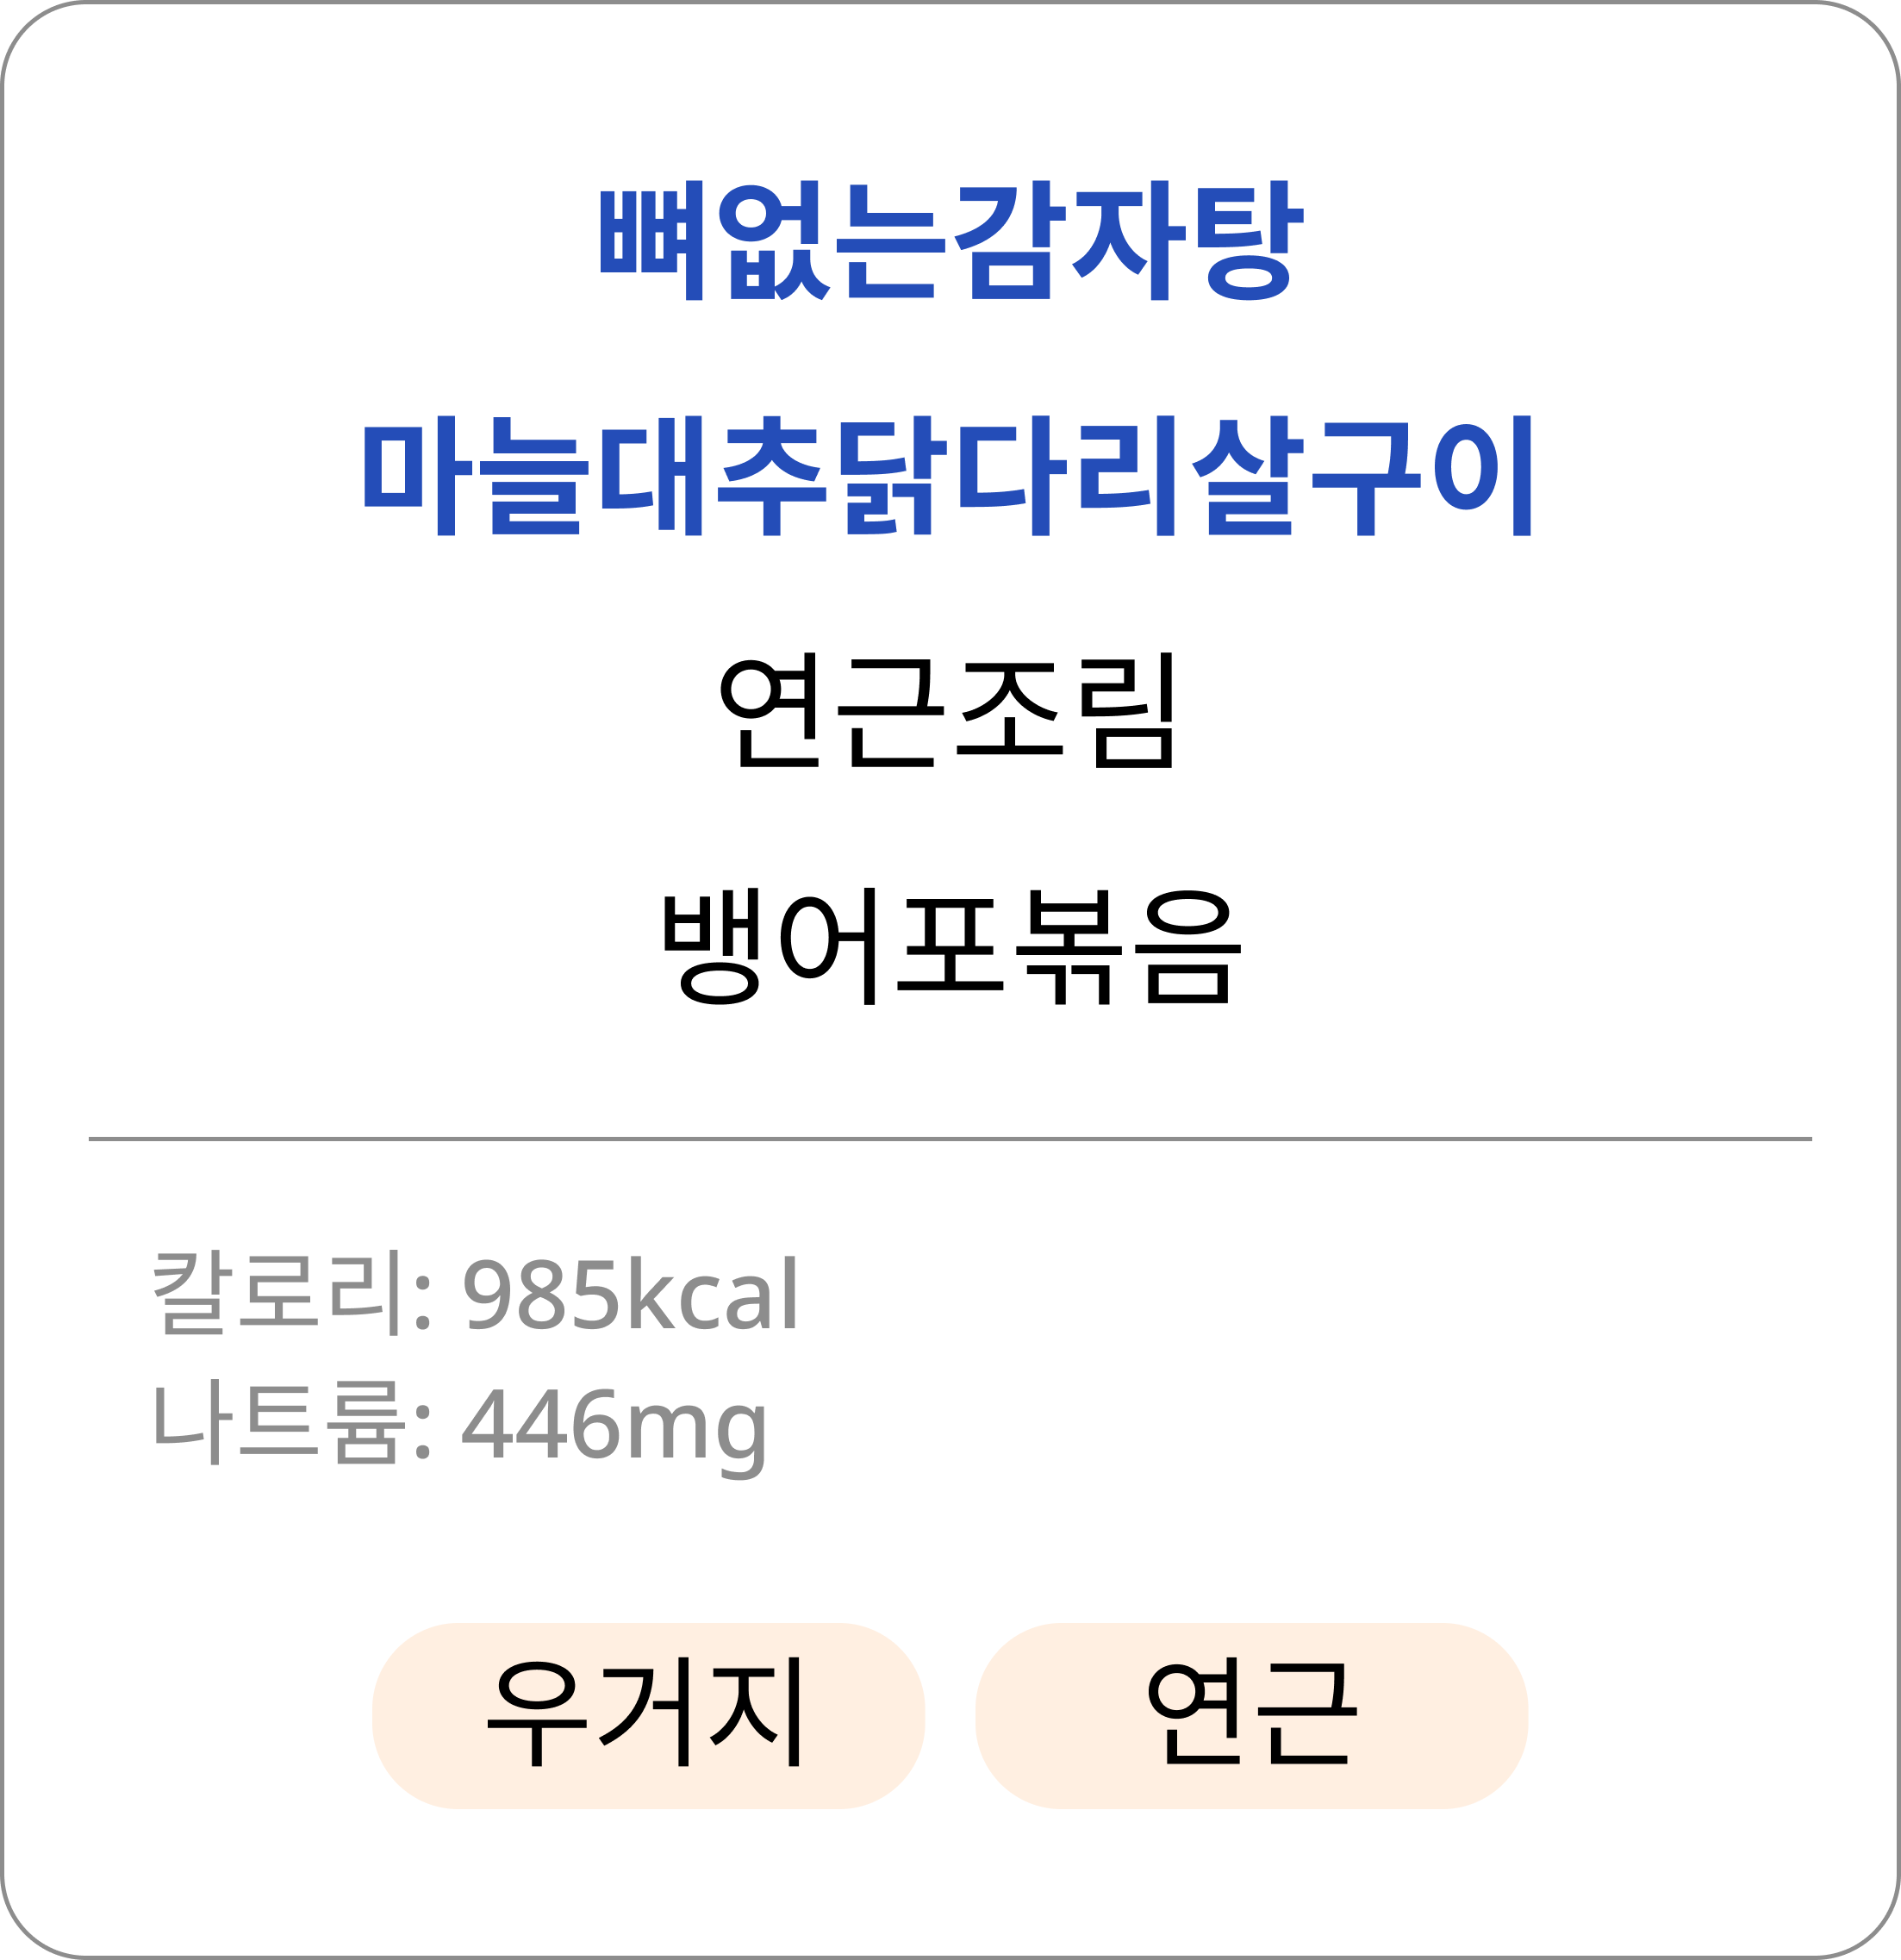 뼈없는감자탕
마늘대추닭다리살구이
연근조림
뱅어포볶음
칼로리: 985kcal
나트륨: 446mg
우거지 연근